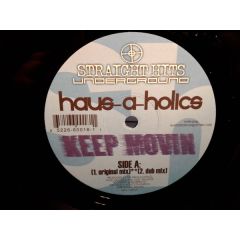 STRAIGHT HITS
UNDERGROUND
haus-a-holics
KEEP MOVIN
SIDE A:
(1. original mix)**(2. dub mix)